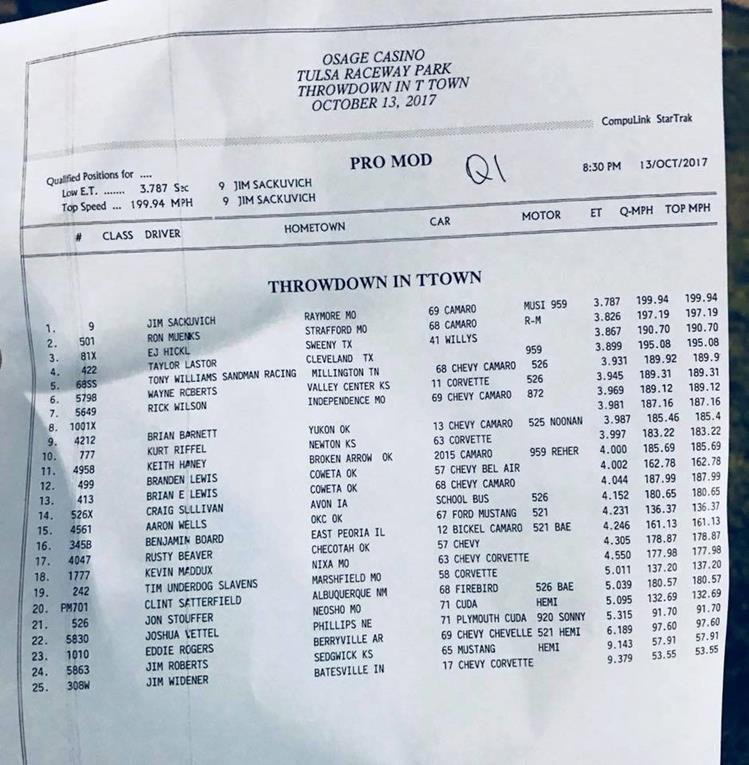 OSAGE CASINO
TULSA RACEWAY PARK
THROWDOWN IN T TOWN
OCTOBER 13, 2017
CompuLink StarTrak
PRO MOD Q1 8:30 PM 13/OCT/2017
Qualified Positions for ....
Low E.T. ....... 3.787 Sec 9 JIM SACKUVICH
Top Speed ... 199.94 MPH 9 JIM SACKUVICH
# CLASS DRIVER HOMETOWN CAR MOTOR ET Q-MPH TOP MPH
THROWDOWN IN TTOWN
1. 9 JIM SACKUVICH RAYMORE MO 69 CAMARO MUSI 959 3.787 199.94 199.94
2. 501 RON MUENKS STRAFFORD MO 68 CAMARO R-M 3.826 197.19 197.19
3. 81X EJ HICKL SWEENY TX 41 WILLYS 3.867 190.70 190.70
4. 422 TAYLOR LASTOR CLEVELAND TX 959 3.899 195.08 195.08
5. 68SS TONY WILLIAMS SANDMAN RACING MILLINGTON TN 68 CHEVY CAMARO 526 3.931 189.92 189.9
6. 5798 WAYNE ROBERTS VALLEY CENTER KS 11 CORVETTE 526 3.945 189.31 189.31
7. 5649 RICK WILSON INDEPENDENCE MO 69 CHEVY CAMARO 872 3.969 189.12 189.12
8. 1001X 3.981 187.16 187.16
9. 4212 BRIAN BARNETT YUKON OK 13 CHEVY CAMARO 525 NOONAN 3.987 185.46 185.4
10. 777 KURT RIFFEL NEWTON KS 63 CORVETTE 3.997 183.22 183.22
11. 4958 KEITH HANEY BROKEN ARROW OK 2015 CAMARO 959 REHER 4.000 185.69 185.69
12. 499 BRANDEN LEWIS COWETA OK 57 CHEVY BEL AIR 4.002 162.78 162.78
13. 413 BRIAN E LEWIS COWETA OK 68 CHEVY CAMARO 4.044 187.99 187.99
14. 526X CRAIG SULLIVAN AVON IA SCHOOL BUS 526 4.152 180.65 180.65
15. 4561 AARON WELLS OKC OK 67 FORD MUSTANG 521 4.231 136.37 136.37
16. 345B BENJAMIN BOARD EAST PEORIA IL 12 BICKEL CAMARO 521 BAE 4.246 161.13 161.13
17. 4047 RUSTY BEAVER CHECOTAH OK 57 CHEVY 4.305 178.87 178.87
18. 1777 KEVIN MADDUX NIXA MO 63 CHEVY CORVETTE 4.550 177.98 177.98
19. 242 TIM UNDERDOG SLAVENS MARSHFIELD MO 58 CORVETTE 5.011 137.20 137.20
20. PM701 CLINT SATTERFIELD ALBUQUERQUE NM 68 FIREBIRD 526 BAE 5.039 180.57 180.57
21. 526 JON STOUFFER NEOSHO MO 71 CUDA HEMI 5.095 132.69 132.69
22. 5830 JOSHUA VETTEL PHILLIPS NE 71 PLYMOUTH CUDA 920 SONNY 5.315 91.70 91.70
23. 1010 EDDIE ROGERS BERRYVILLE AR 69 CHEVY CHEVELLE 521 HEMI 6.189 97.60 97.60
24. 5863 JIM ROBERTS SEDGWICK KS 65 MUSTANG HEMI 9.143 57.91 57.91
25. 308W JIM WIDENER BATESVILLE IN 17 CHEVY CORVETTE 9.379 53.55 53.55